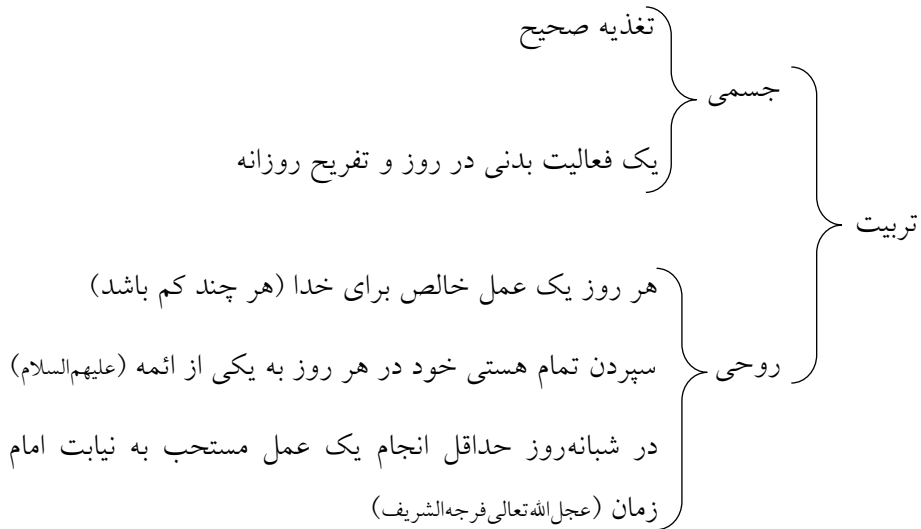 تغذیه صحیح
جسمی
یک فعالیت بدنی در روز و تفریح روزانه
تربیت
هر روز یک عمل خالص برای خدا (هر چند کم باشد)
روحی
سپردن تمام هستی خود در هر روز به یکی از ائمه (علیهم‌السلام)
در شبانه‌روز حداقل انجام یک عمل مستحب به نیابت امام
زمان (عجل‌الله‌تعالی‌فرجه‌الشریف)